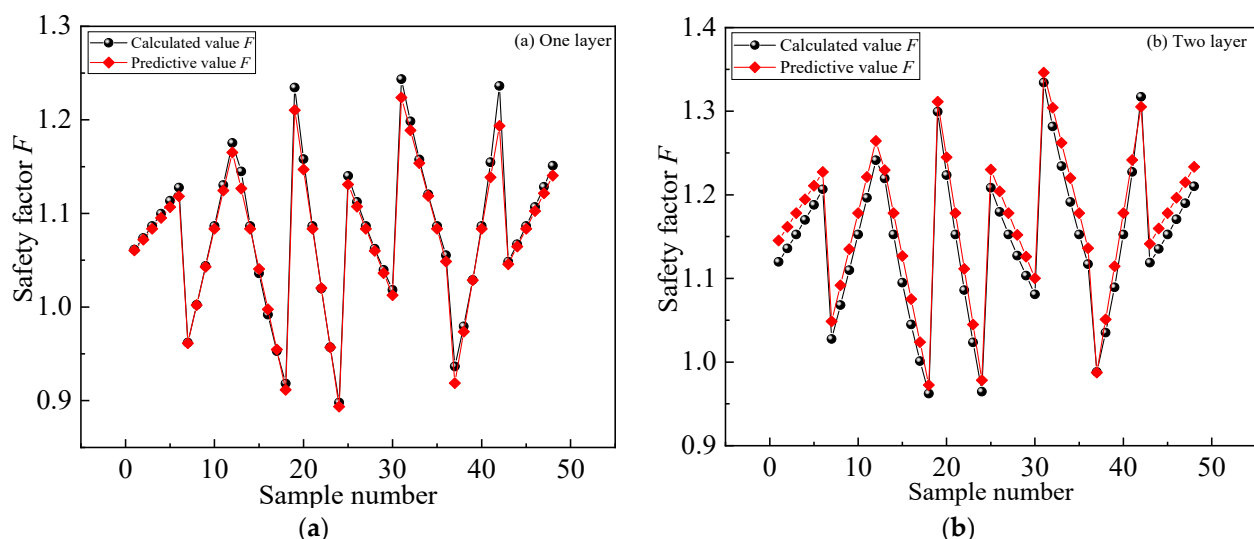 1.3
1.2
1.1
1.0
0.9
Safety factor F
Calculated value F
Predictive value F
(a) One layer
0 10 20 30 40 50
Sample number
(a)
1.4
1.3
1.2
1.1
1.0
0.9
Safety factor F
Calculated value F
Predictive value F
(b) Two layer
0 10 20 30 40 50
Sample number
(b)